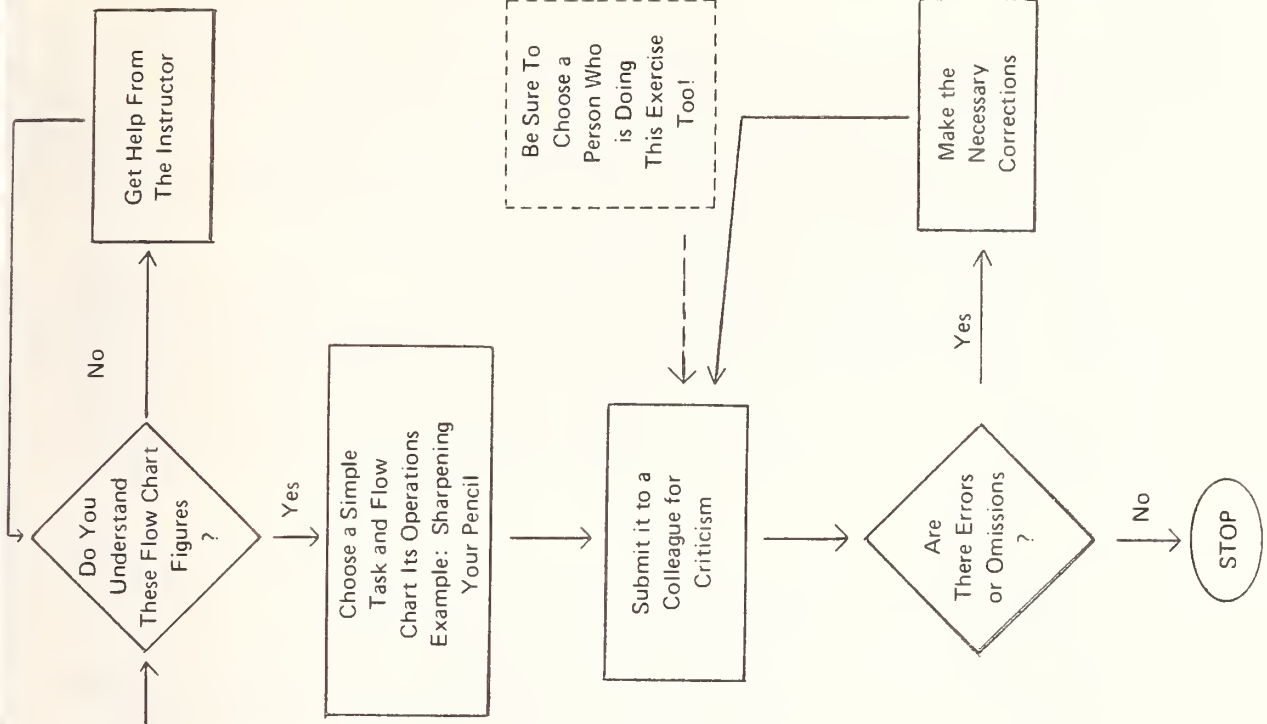 Do You
Understand
These Flow Chart
Figures
?
No
Get Help From
The Instructor
Yes
Choose a Simple
Task and Flow
Chart Its Operations
Example: Sharpening
Your Pencil
Submit it to a
Colleague for
Criticism
Be Sure To
Choose a
Person Who
is Doing
This Exercise
Too!
Are
There Errors
or Omissions
?
Yes
Make the
Necessary
Corrections
No
STOP